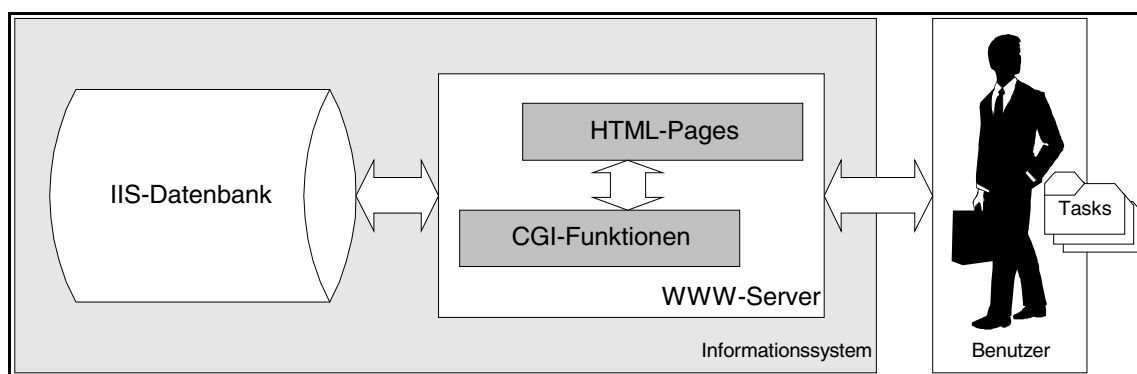 IIS-Datenbank
HTML-Pages
CGI-Funktionen
WWW-Server
Informationssystem
Tasks
Benutzer